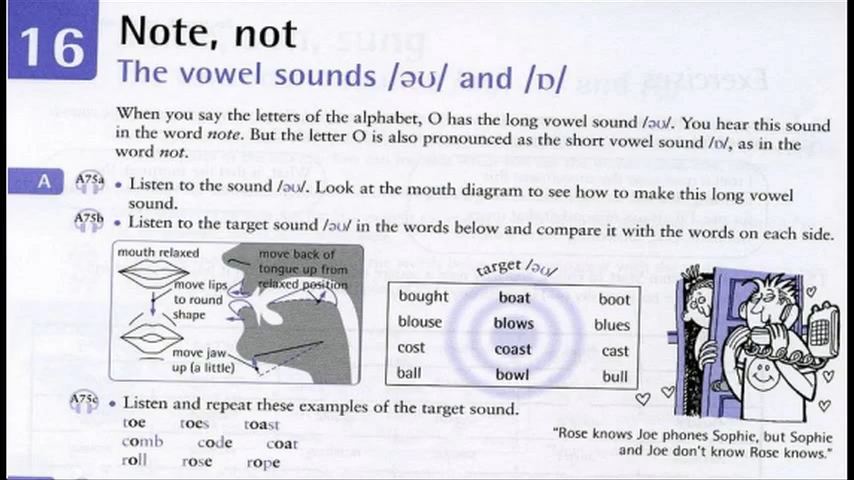 16
Note, not
The vowel sounds /əʊ/ and /ɒ/
When you say the letters of the alphabet, O has the long vowel sound /əʊ/. You hear this sound
in the word note. But the letter O is also pronounced as the short vowel sound /ɒ/, as in the
word not.
A
A75a • Listen to the sound /əʊ/. Look at the mouth diagram to see how to make this long vowel
sound.
A75b • Listen to the target sound /əʊ/ in the words below and compare it with the words on each side.
mouth relaxed
move lips
to round
shape
move jaw
up (a little)
move back of
tongue up from
relaxed position
target /əʊ/
bought boat boot
blouse blows blues
cost coast cast
ball bowl bull
A75c • Listen and repeat these examples of the target sound.
toe toes toast
comb code coat
roll rose rope
"Rose knows Joe phones Sophie, but Sophie
and Joe don't know Rose knows."